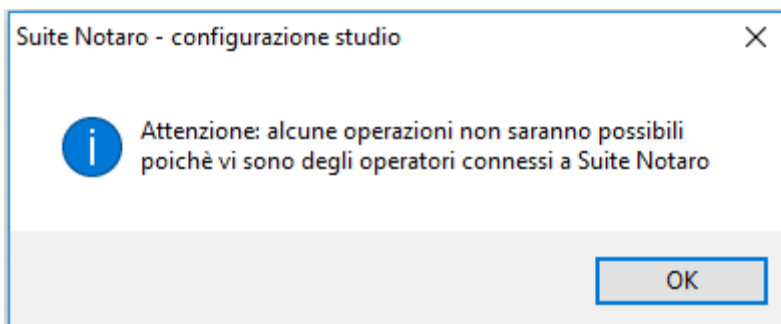 Suite Notaro - configurazione studio
Attenzione: alcune operazioni non saranno possibili
poichè vi sono degli operatori connessi a Suite Notaro
OK